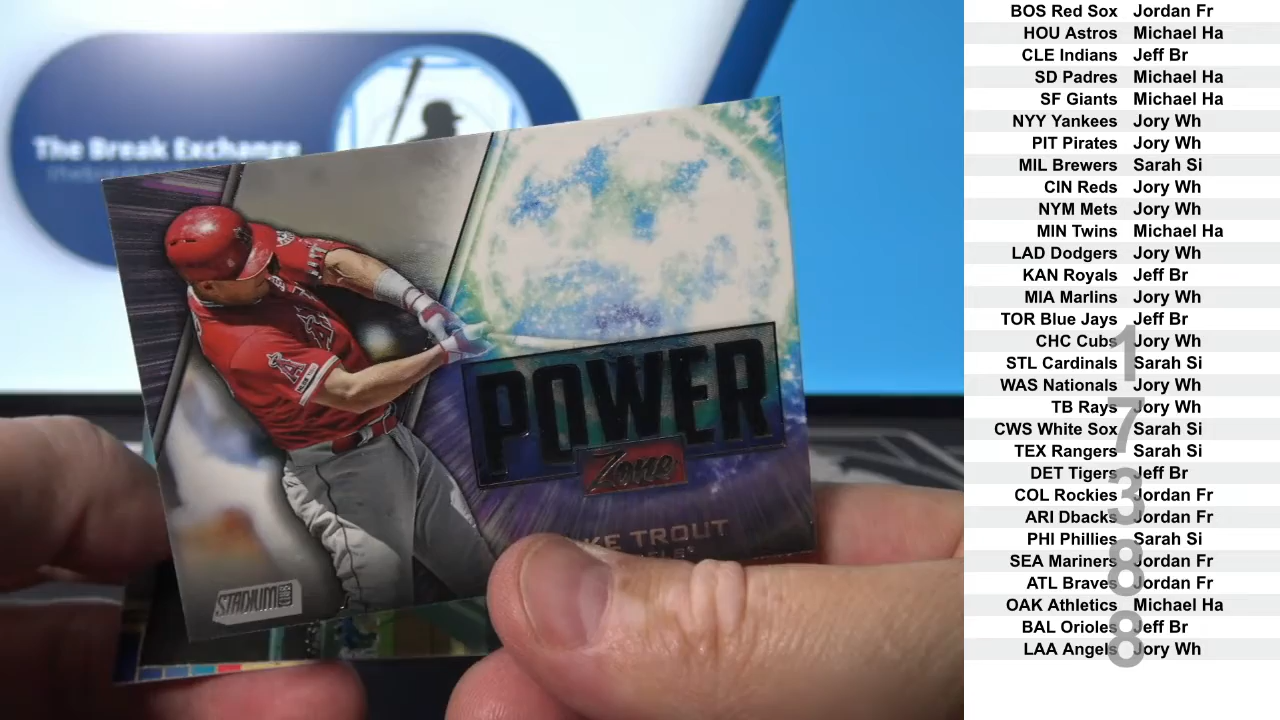 The Break Exchange
POWER
Zone
KE TROUT
STADIUM CLUB
BOS Red Sox Jordan Fr
HOU Astros Michael Ha
CLE Indians Jeff Br
SD Padres Michael Ha
SF Giants Michael Ha
NYY Yankees Jory Wh
PIT Pirates Jory Wh
MIL Brewers Sarah Si
CIN Reds Jory Wh
NYM Mets Jory Wh
MIN Twins Michael Ha
LAD Dodgers Jory Wh
KAN Royals Jeff Br
MIA Marlins Jory Wh
TOR Blue Jays Jeff Br
CHC Cubs Jory Wh
STL Cardinals Sarah Si
WAS Nationals Jory Wh
TB Rays Jory Wh
CWS White Sox Sarah Si
TEX Rangers Sarah Si
DET Tigers Jeff Br
COL Rockies Jordan Fr
ARI Dbacks Jordan Fr
PHI Phillies Sarah Si
SEA Mariners Jordan Fr
ATL Braves Jordan Fr
OAK Athletics Michael Ha
BAL Orioles Jeff Br
LAA Angels Jory Wh
17388